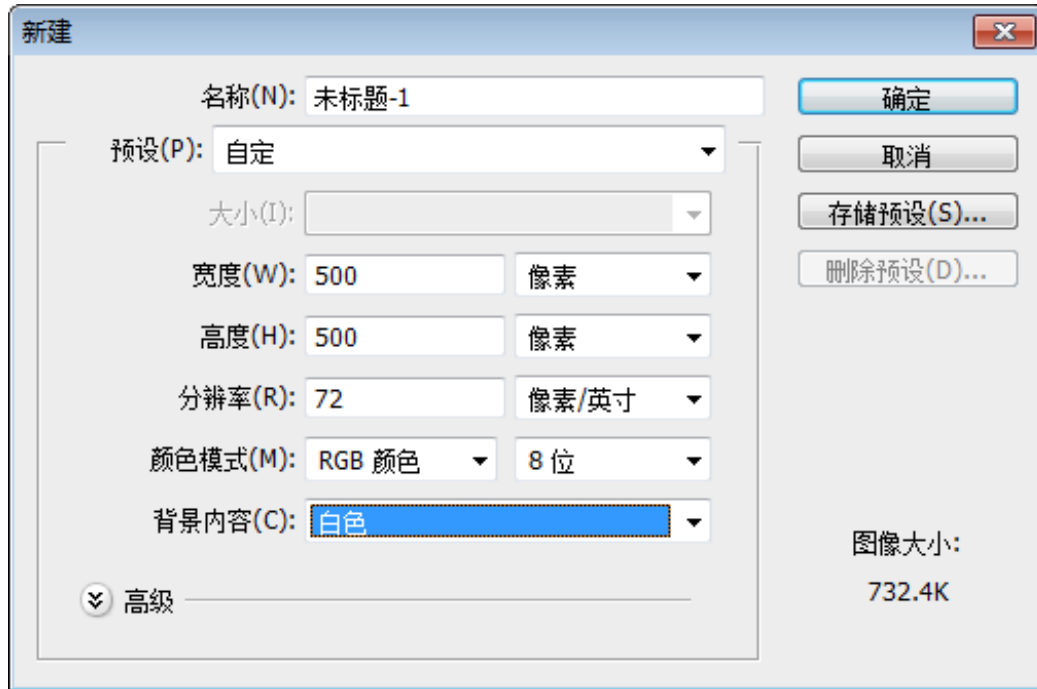 新建
名称(N): 未标题-1
确定
预设(P): 自定
取消
大小(I):
存储预设(S)...
宽度(W): 500 像素
删除预设(D)...
高度(H): 500 像素
分辨率(R): 72 像素/英寸
颜色模式(M): RGB 颜色 8 位
背景内容(C): 白色
图像大小:
高级
732.4K